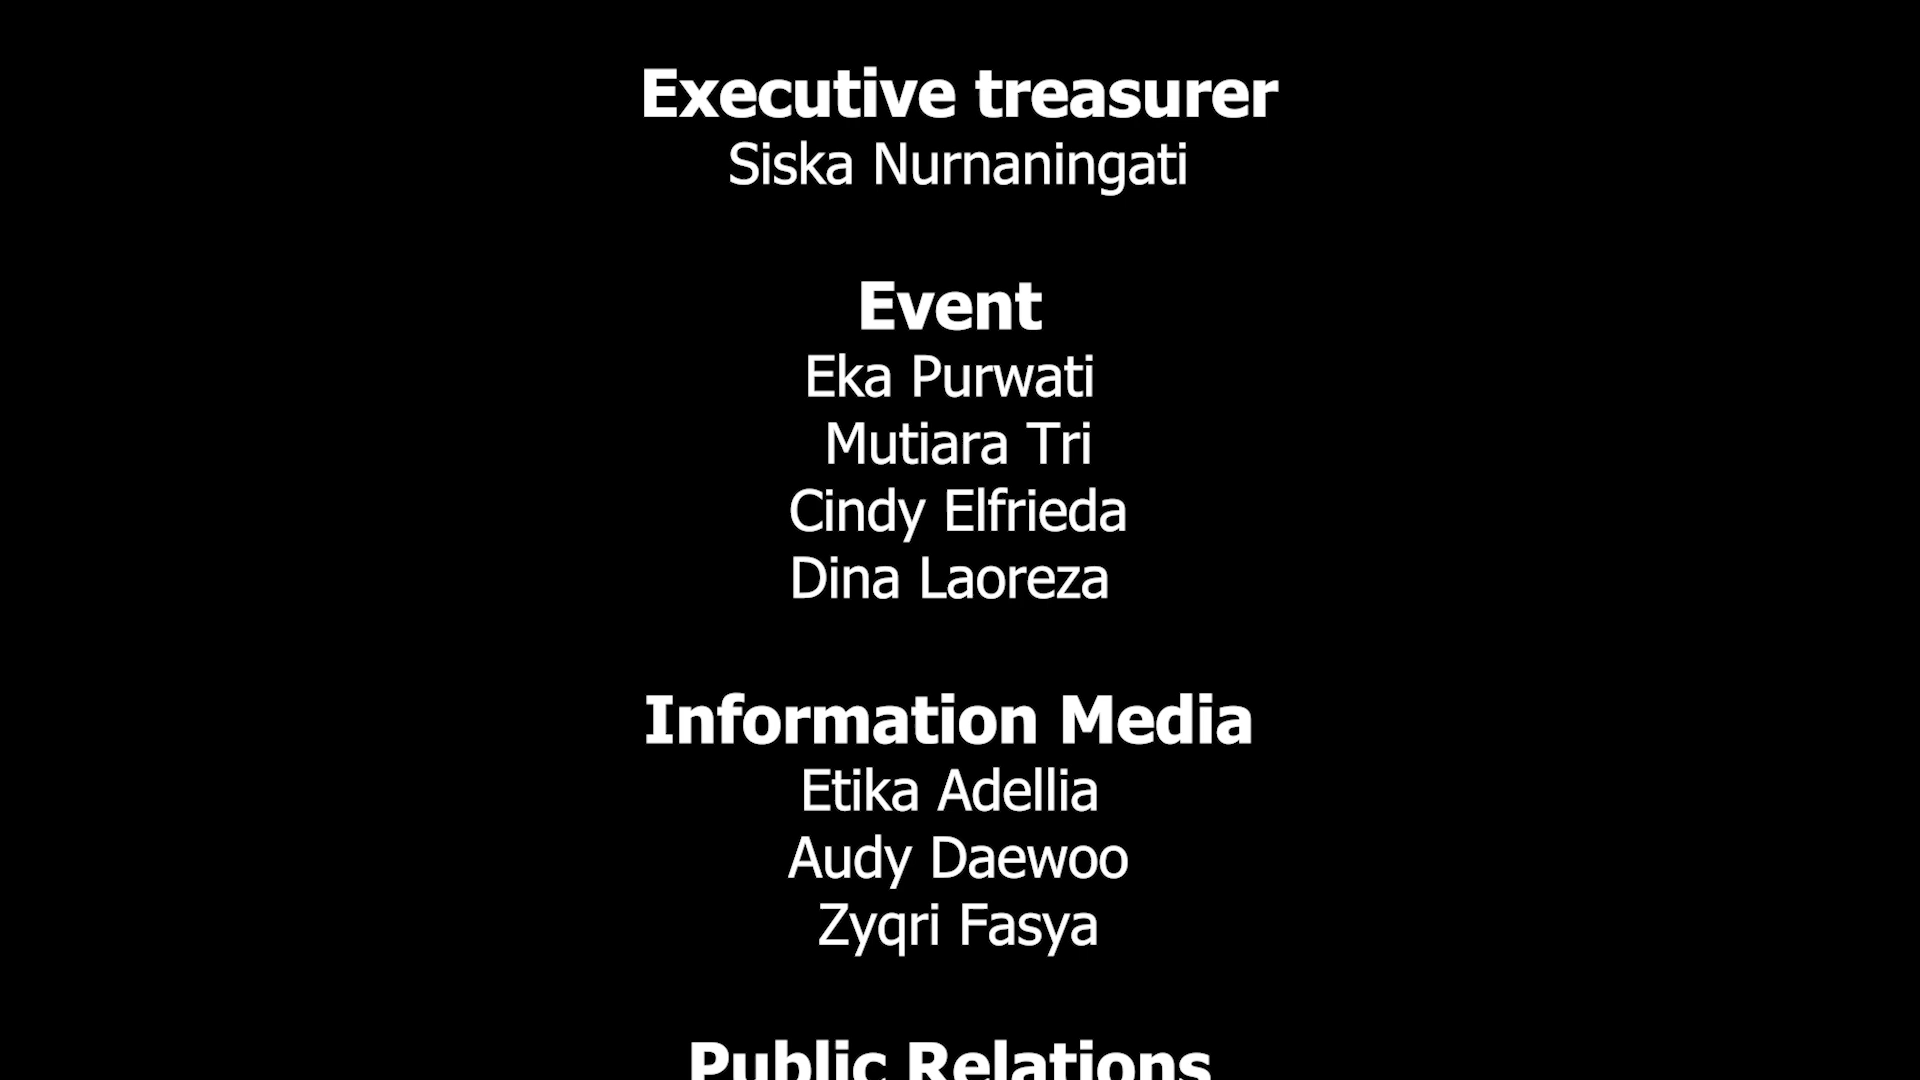 Executive treasurer
Siska Nurnaningati
Event
Eka Purwati
Mutiara Tri
Cindy Elfrieda
Dina Laoreza
Information Media
Etika Adellia
Audy Daewoo
Zyqri Fasya
Public Relations